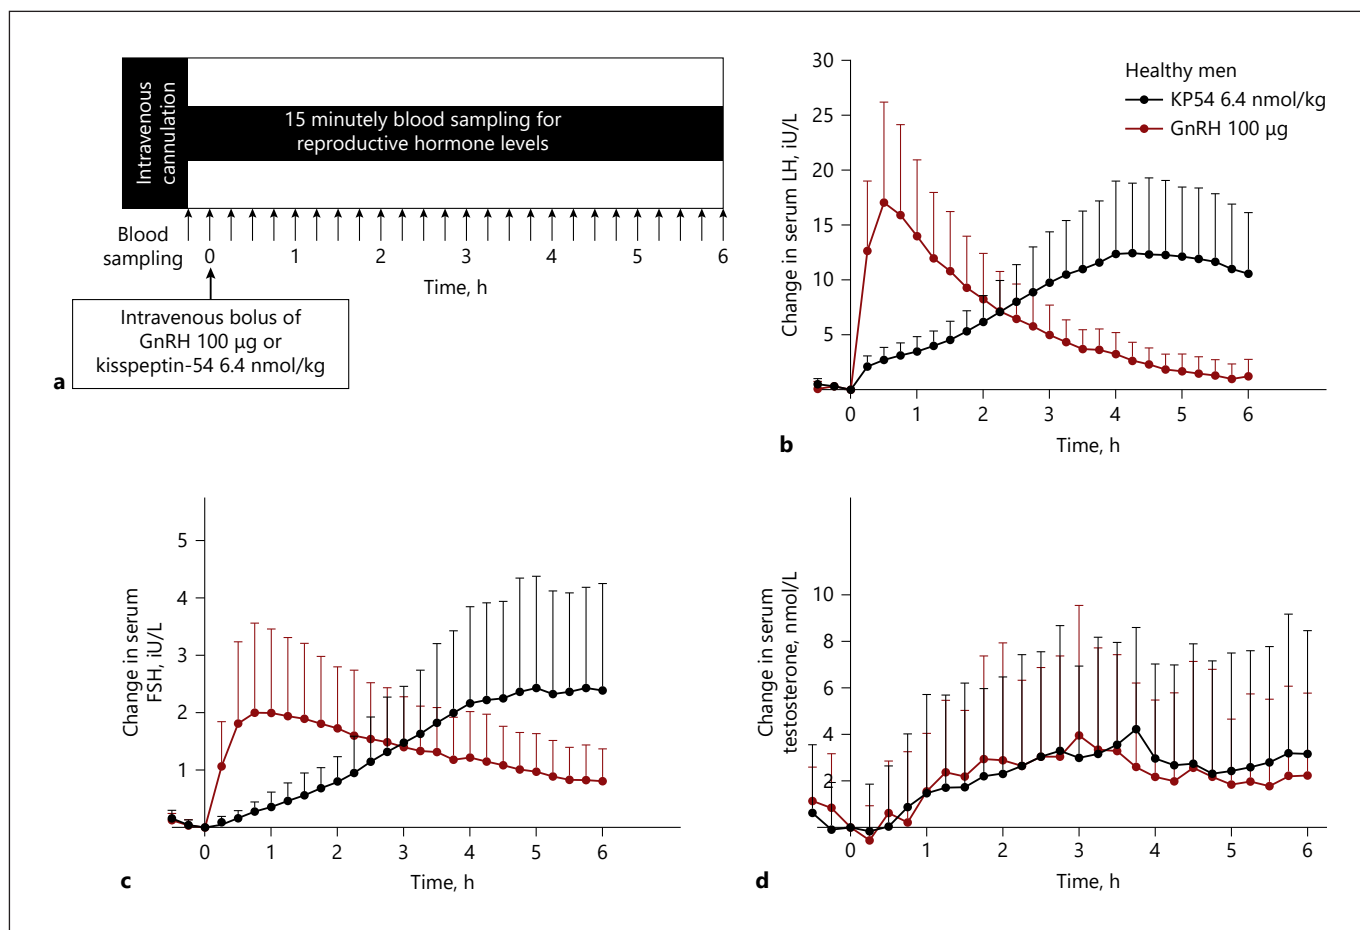 Intravenous
cannulation
15 minutely blood sampling for
reproductive hormone levels
Blood
sampling
0 1 2 3 4 5 6
Time, h
Intravenous bolus of
GnRH 100 µg or
kisspeptin-54 6.4 nmol/kg
a
Healthy men
KP54 6.4 nmol/kg
GnRH 100 µg
Change in serum LH, iU/L
30
25
20
15
10
5
0 1 2 3 4 5 6
Time, h
b
Change in serum
FSH, iU/L
5
4
3
2
1
0 1 2 3 4 5 6
Time, h
c
Change in serum
testosterone, nmol/L
10
8
6
4
2
0 1 2 3 4 5 6
Time, h
d